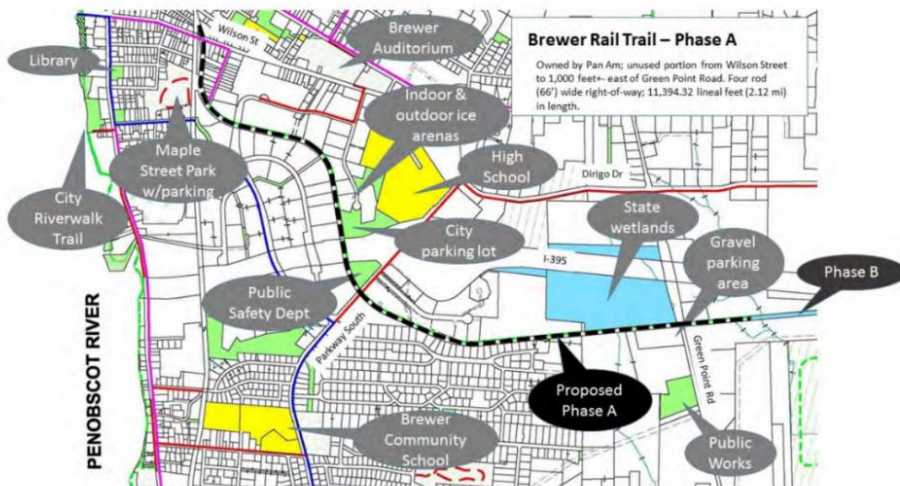 Brewer Rail Trail – Phase A
Owned by Pan Am; unused portion from Wilson Street
to 1,000 feet+- east of Green Point Road. Four rod
(66') wide right-of-way; 11,394.32 lineal feet (2.12 mi)
in length.
Wilson St
Brewer
Auditorium
Library
Indoor &
outdoor ice
arenas
Maple
Street Park
w/parking
High
School
Dirigo Dr
City
Riverwalk
Trail
City
parking lot
State
wetlands
Gravel
parking
area
I-395
Phase B
Public
Safety Dept
Parkway South
Green Point Rd
Proposed
Phase A
PENOBSCOT RIVER
Brewer
Community
School
Public
Works